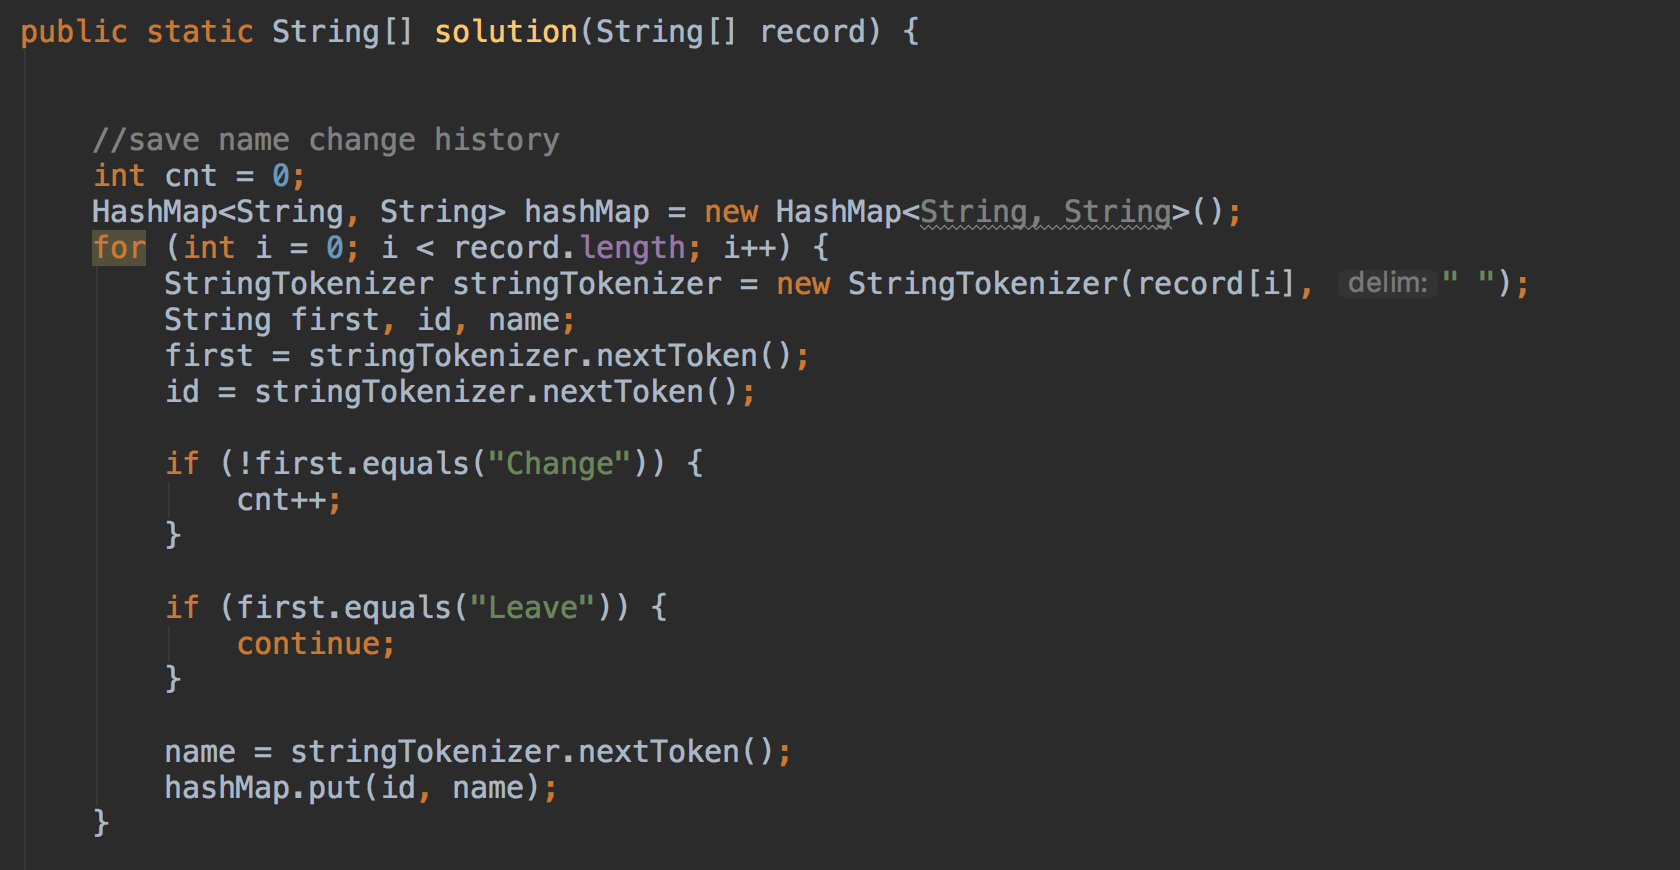 public static String[] solution(String[] record) {
//save name change history
int cnt = 0;
HashMap<String, String> hashMap = new HashMap<String, String>();
for (int i = 0; i < record.length; i++) {
StringTokenizer stringTokenizer = new StringTokenizer(record[i], delim: " ");
String first, id, name;
first = stringTokenizer.nextToken();
id = stringTokenizer.nextToken();
if (!first.equals("Change")) {
cnt++;
}
if (first.equals("Leave")) {
continue;
}
name = stringTokenizer.nextToken();
hashMap.put(id, name);
}